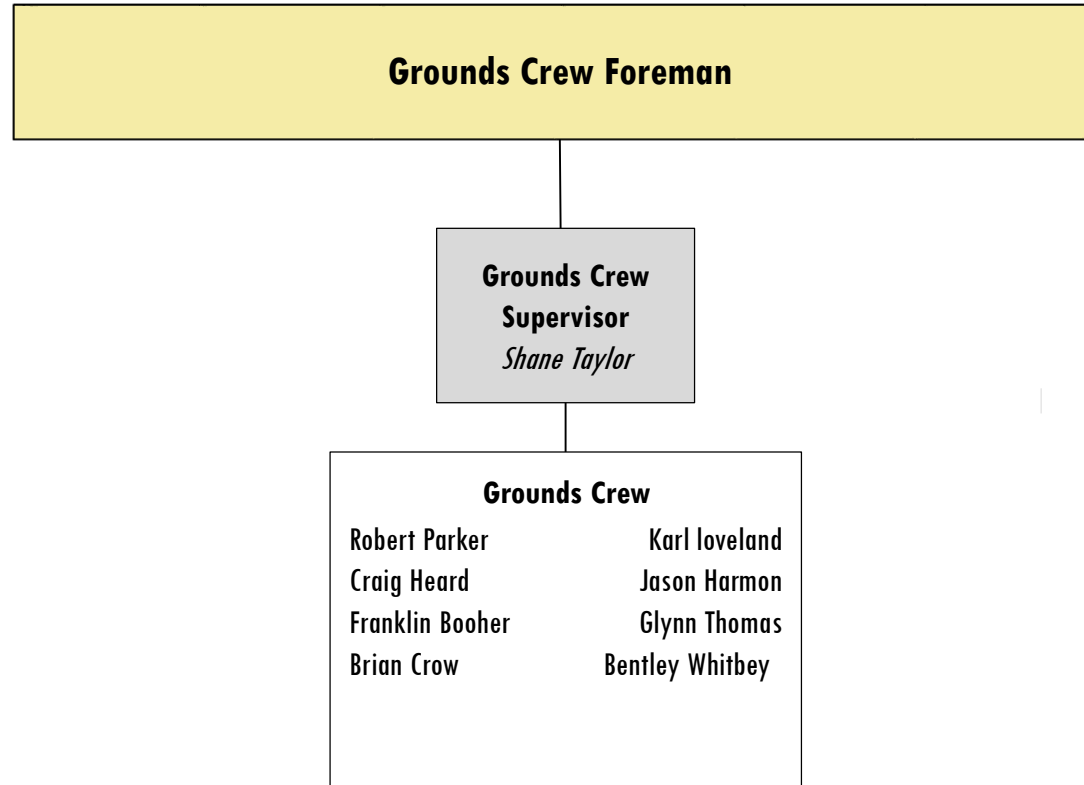 Grounds Crew Foreman
Grounds Crew
Supervisor
Shane Taylor
Grounds Crew
Robert Parker Karl loveland
Craig Heard Jason Harmon
Franklin Booher Glynn Thomas
Brian Crow Bentley Whitbey